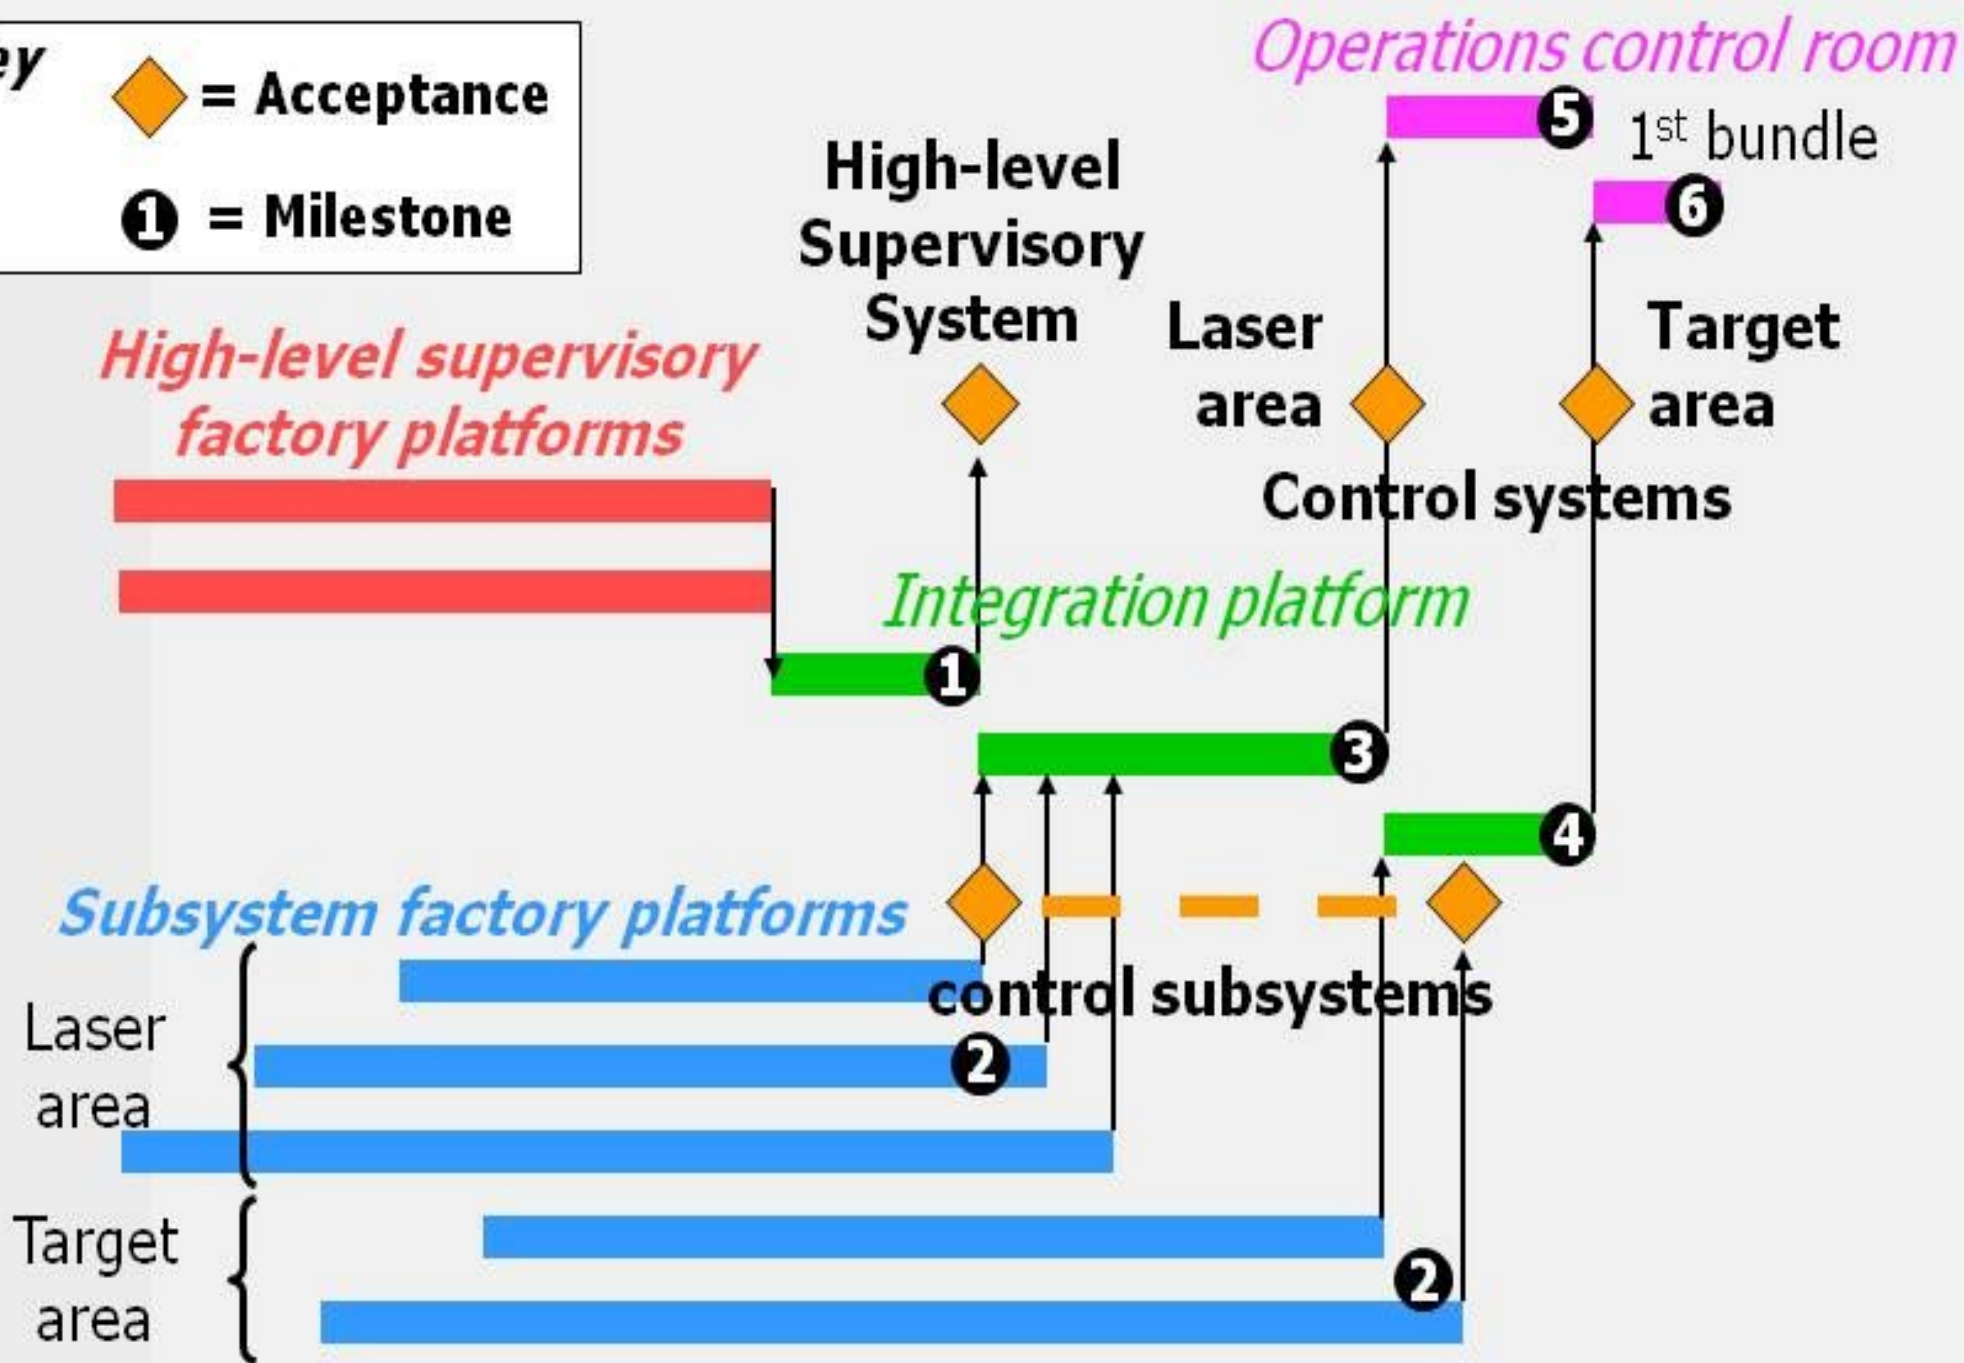 ey
= Acceptance
1 = Milestone
Operations control room
5
1st bundle
6
High-level
Supervisory
System
Laser
area
Target
area
Control systems
High-level supervisory
factory platforms
Integration platform
1
3
4
Subsystem factory platforms
control subsystems
Laser
area
2
Target
area
2